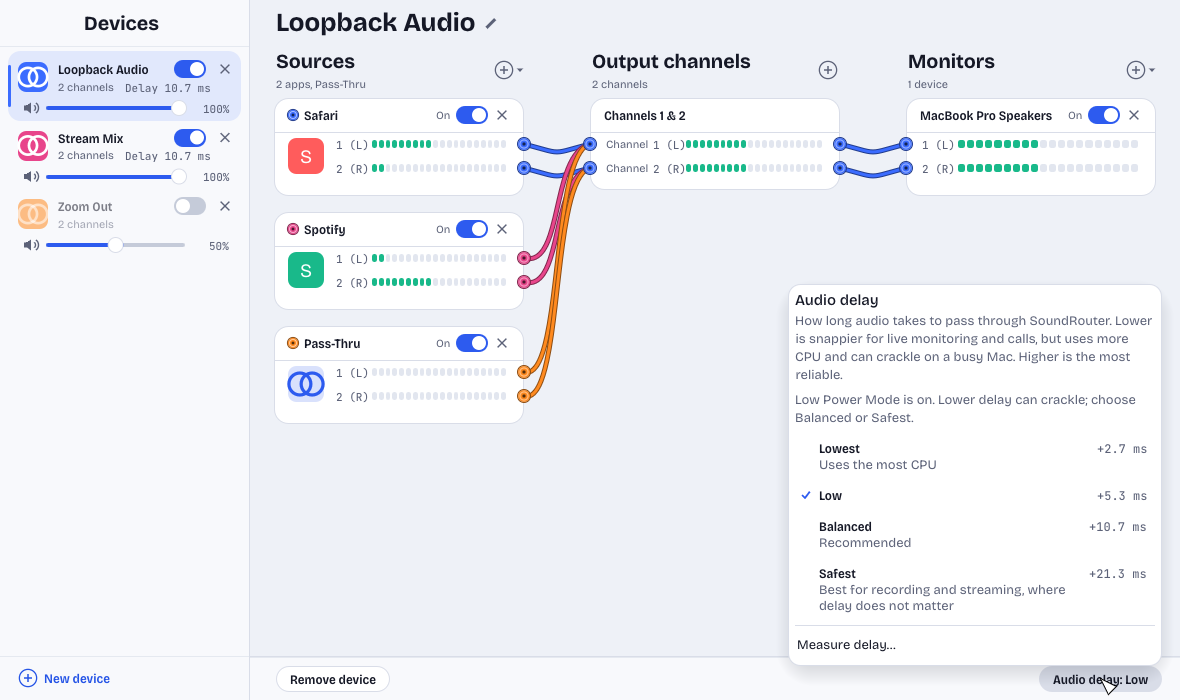 Devices
Loopback Audio
2 channels Delay 10.7 ms
100%
Stream Mix
2 channels Delay 10.7 ms
100%
Zoom Out
2 channels
50%
New device
Loopback Audio
Sources
2 apps, Pass-Thru
Safari On
S
1 (L)
2 (R)
Spotify On
S
1 (L)
2 (R)
Pass-Thru On
1 (L)
2 (R)
Output channels
2 channels
Channels 1 & 2
Channel 1 (L)
Channel 2 (R)
Monitors
1 device
MacBook Pro Speakers On
1 (L)
2 (R)
Audio delay
How long audio takes to pass through SoundRouter. Lower
is snappier for live monitoring and calls, but uses more
CPU and can crackle on a busy Mac. Higher is the most
reliable.
Low Power Mode is on. Lower delay can crackle; choose
Balanced or Safest.
Lowest +2.7 ms
Uses the most CPU
Low +5.3 ms
Balanced +10.7 ms
Recommended
Safest +21.3 ms
Best for recording and streaming, where
delay does not matter
Measure delay...
Remove device
Audio delay: Low